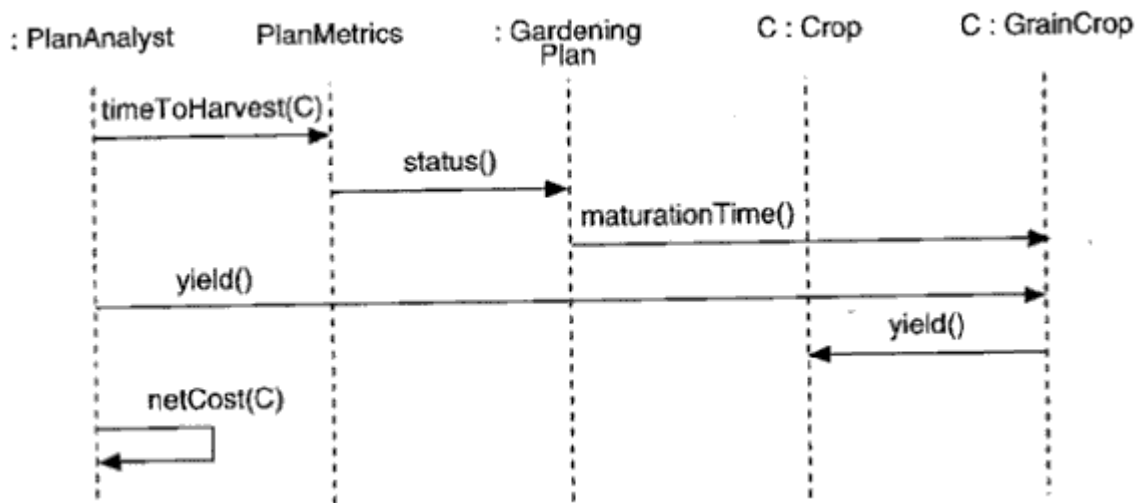 : PlanAnalyst
PlanMetrics
: Gardening
Plan
C : Crop
C : GrainCrop
timeToHarvest(C)
status()
maturationTime()
yield()
yield()
netCost(C)